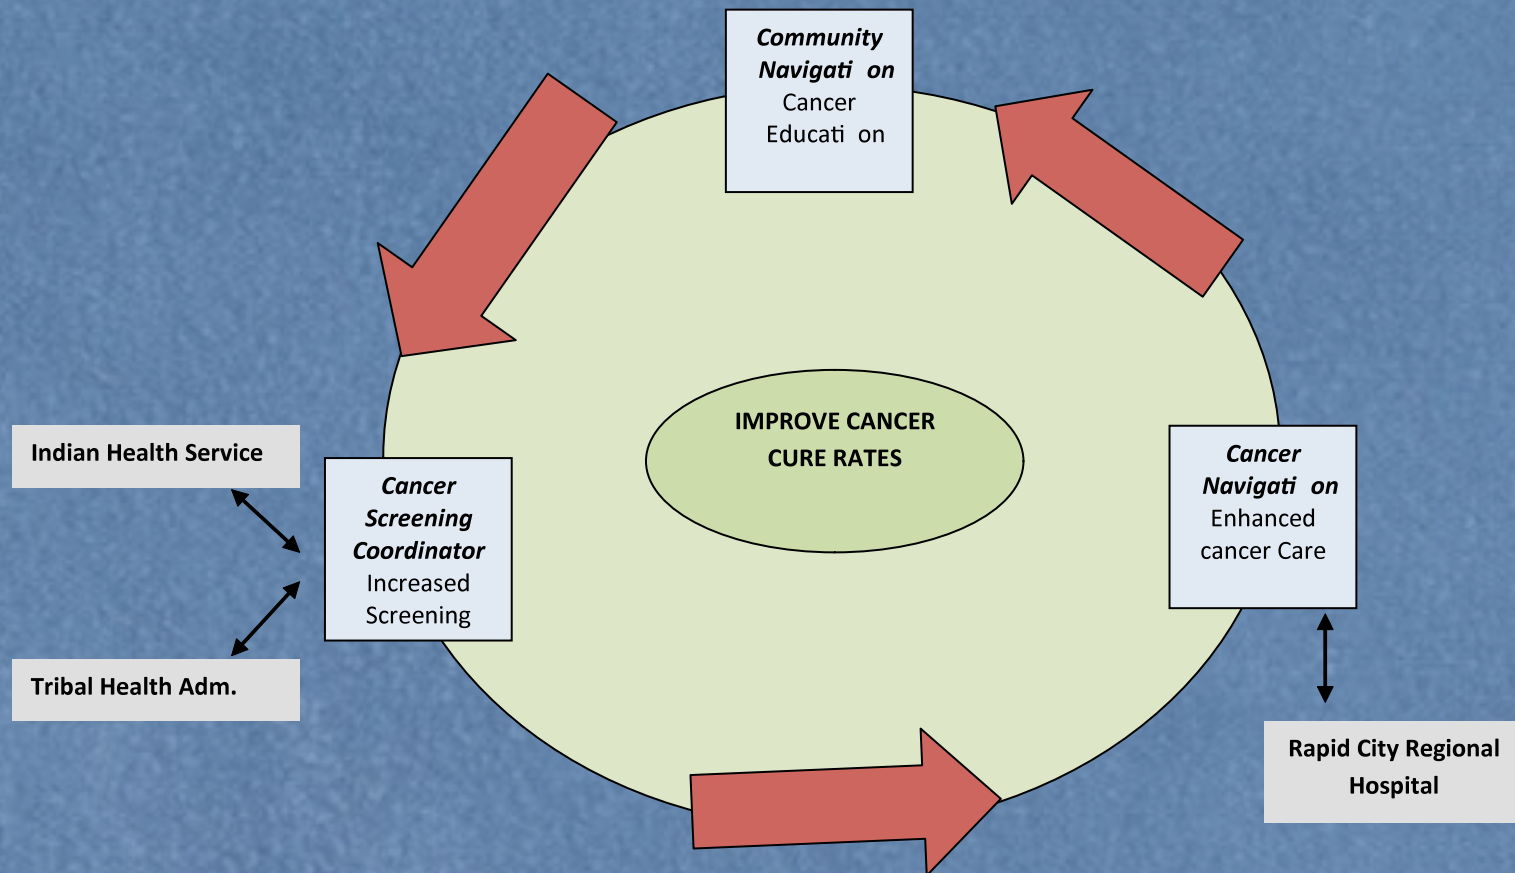 Community
Navigati on
Cancer
Educati on
IMPROVE CANCER
CURE RATES
Indian Health Service
Cancer
Screening
Coordinator
Increased
Screening
Tribal Health Adm.
Cancer
Navigati on
Enhanced
cancer Care
Rapid City Regional
Hospital